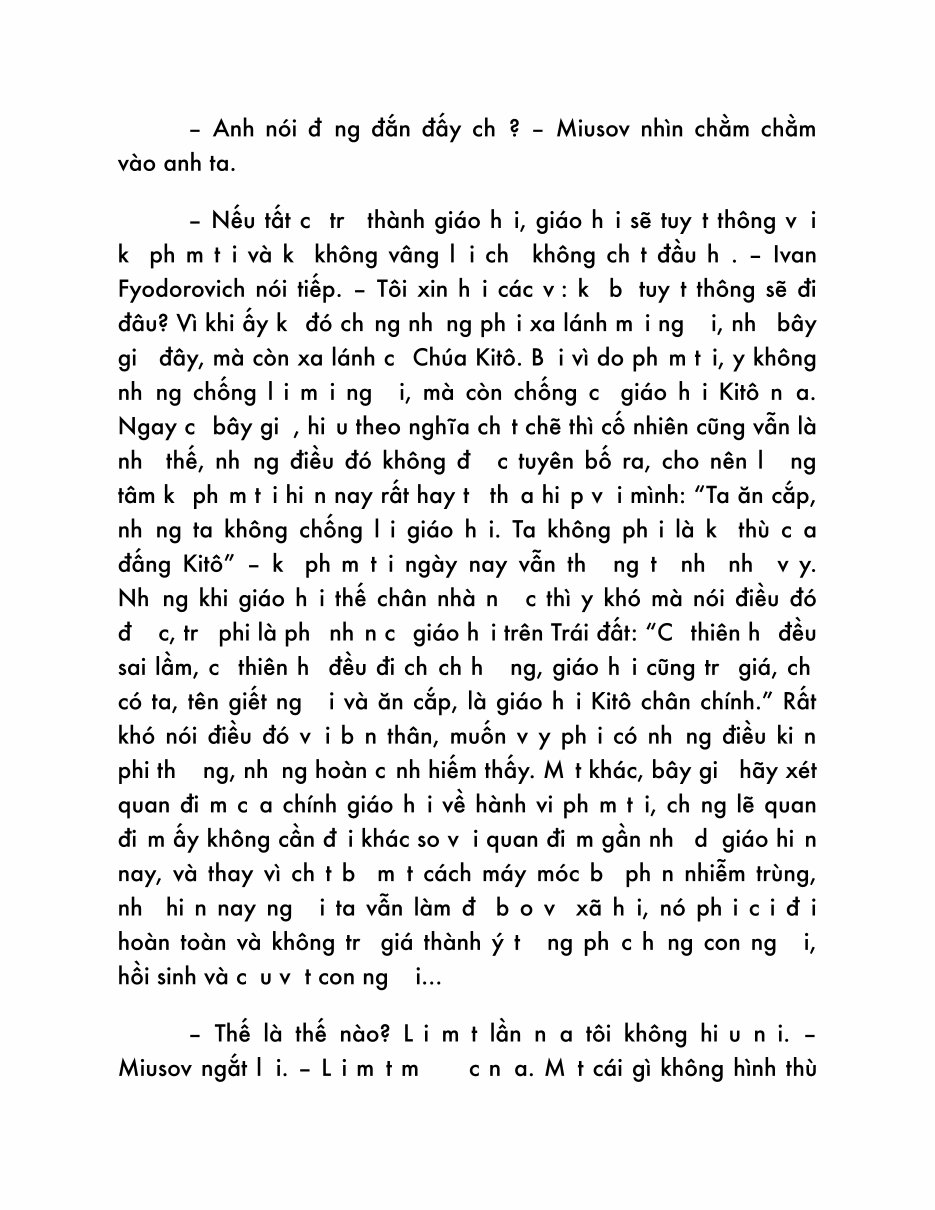 – Anh nói đ ng đắn đấy ch ? – Miusov nhìn chằm chằm
vào anh ta.
– Nếu tất c tr thành giáo h i, giáo h i sẽ tuy t thông v i
k ph m t i và k không vâng l i ch không ch t đầu h . – Ivan
Fyodorovich nói tiếp. – Tôi xin h i các v : k b tuy t thông sẽ đi
đâu? Vì khi ấy k đó ch ng nh ng ph i xa lánh m i ng i, nh bây
gi đây, mà còn xa lánh c Chúa Kitô. B i vì do ph m t i, y không
nh ng chống l i m i ng i, mà còn chống c giáo h i Kitô n a.
Ngay c bây gi , hi u theo nghĩa ch t chẽ thì cố nhiên cũng vẫn là
nh thế, nh ng điều đó không đ c tuyên bố ra, cho nên l ng
tâm k ph m t i hi n nay rất hay t th a hi p v i mình: “Ta ăn cắp,
nh ng ta không chống l i giáo h i. Ta không ph i là k thù c a
đấng Kitô” – k ph m t i ngày nay vẫn th ng t nh nh v y.
Nh ng khi giáo h i thế chân nhà n c thì y khó mà nói điều đó
đ c, tr phi là ph nh n c giáo h i trên Trái đất: “C thiên h đều
sai lầm, c thiên h đều đi ch ch h ng, giáo h i cũng tr giá, ch
có ta, tên giết ng i và ăn cắp, là giáo h i Kitô chân chính.” Rất
khó nói điều đó v i b n thân, muốn v y ph i có nh ng điều ki n
phi th ng, nh ng hoàn c nh hiếm thấy. M t khác, bây gi hãy xét
quan đi m c a chính giáo h i về hành vi ph m t i, ch ng lẽ quan
đi m ấy không cần đ i khác so v i quan đi m gần nh d giáo hi n
nay, và thay vì ch t b m t cách máy móc b ph n nhiễm trùng,
nh hi n nay ng i ta vẫn làm đ b o v xã h i, nó ph i c i đ i
hoàn toàn và không tr giá thành ý t ng ph c h ng con ng i,
hồi sinh và c u v t con ng i...
– Thế là thế nào? L i m t lần n a tôi không hi u n i. –
Miusov ngắt l i. – L i m t m c n a. M t cái gì không hình thù